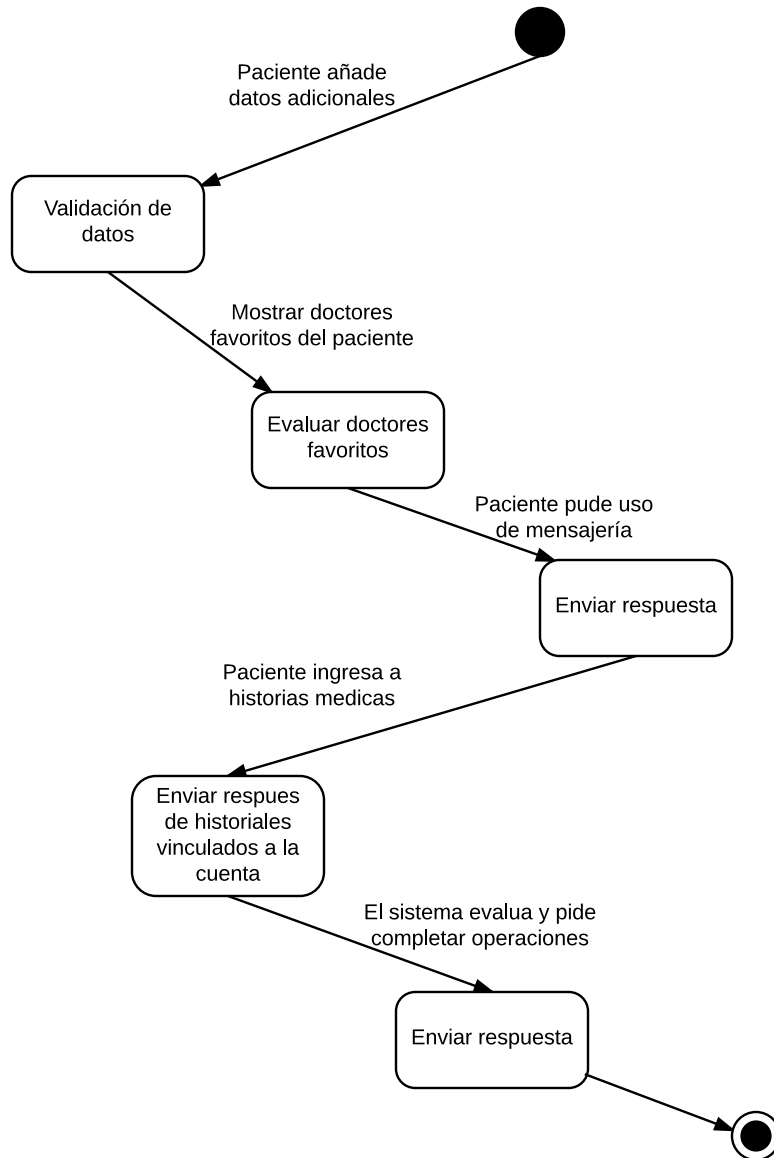 Paciente añade
datos adicionales
Validación de
datos
Mostrar doctores
favoritos del paciente
Evaluar doctores
favoritos
Paciente pude uso
de mensajería
Enviar respuesta
Paciente ingresa a
historias medicas
Enviar respues
de historiales
vinculados a la
cuenta
El sistema evalua y pide
completar operaciones
Enviar respuesta